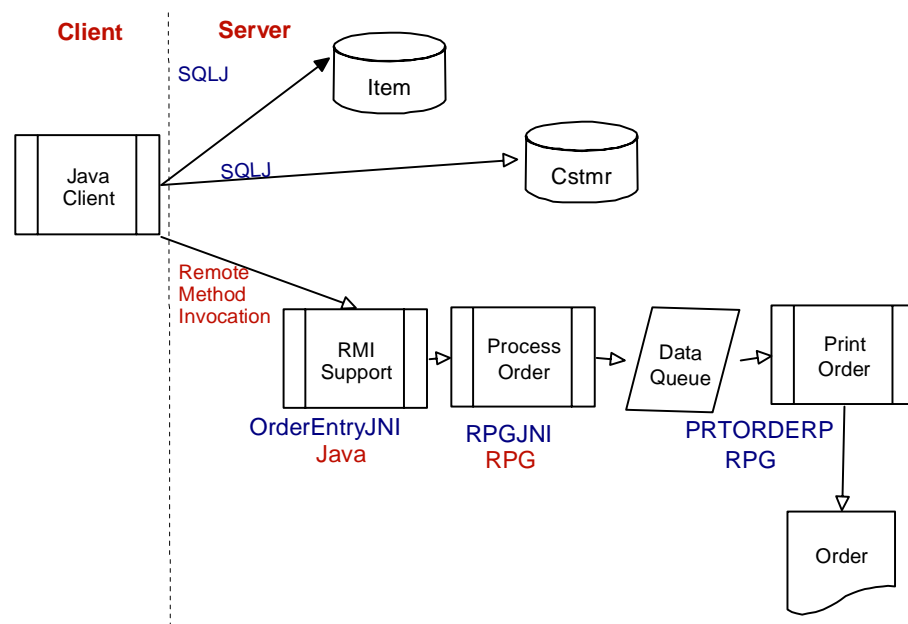 Client
Server
SQLJ
Item
SQLJ
Cstmr
Java
Client
Remote
Method
Invocation
RMI
Support
Process
Order
Data
Queue
Print
Order
OrderEntryJNI
Java
RPGJNI
RPG
PRTORDERP
RPG
Order